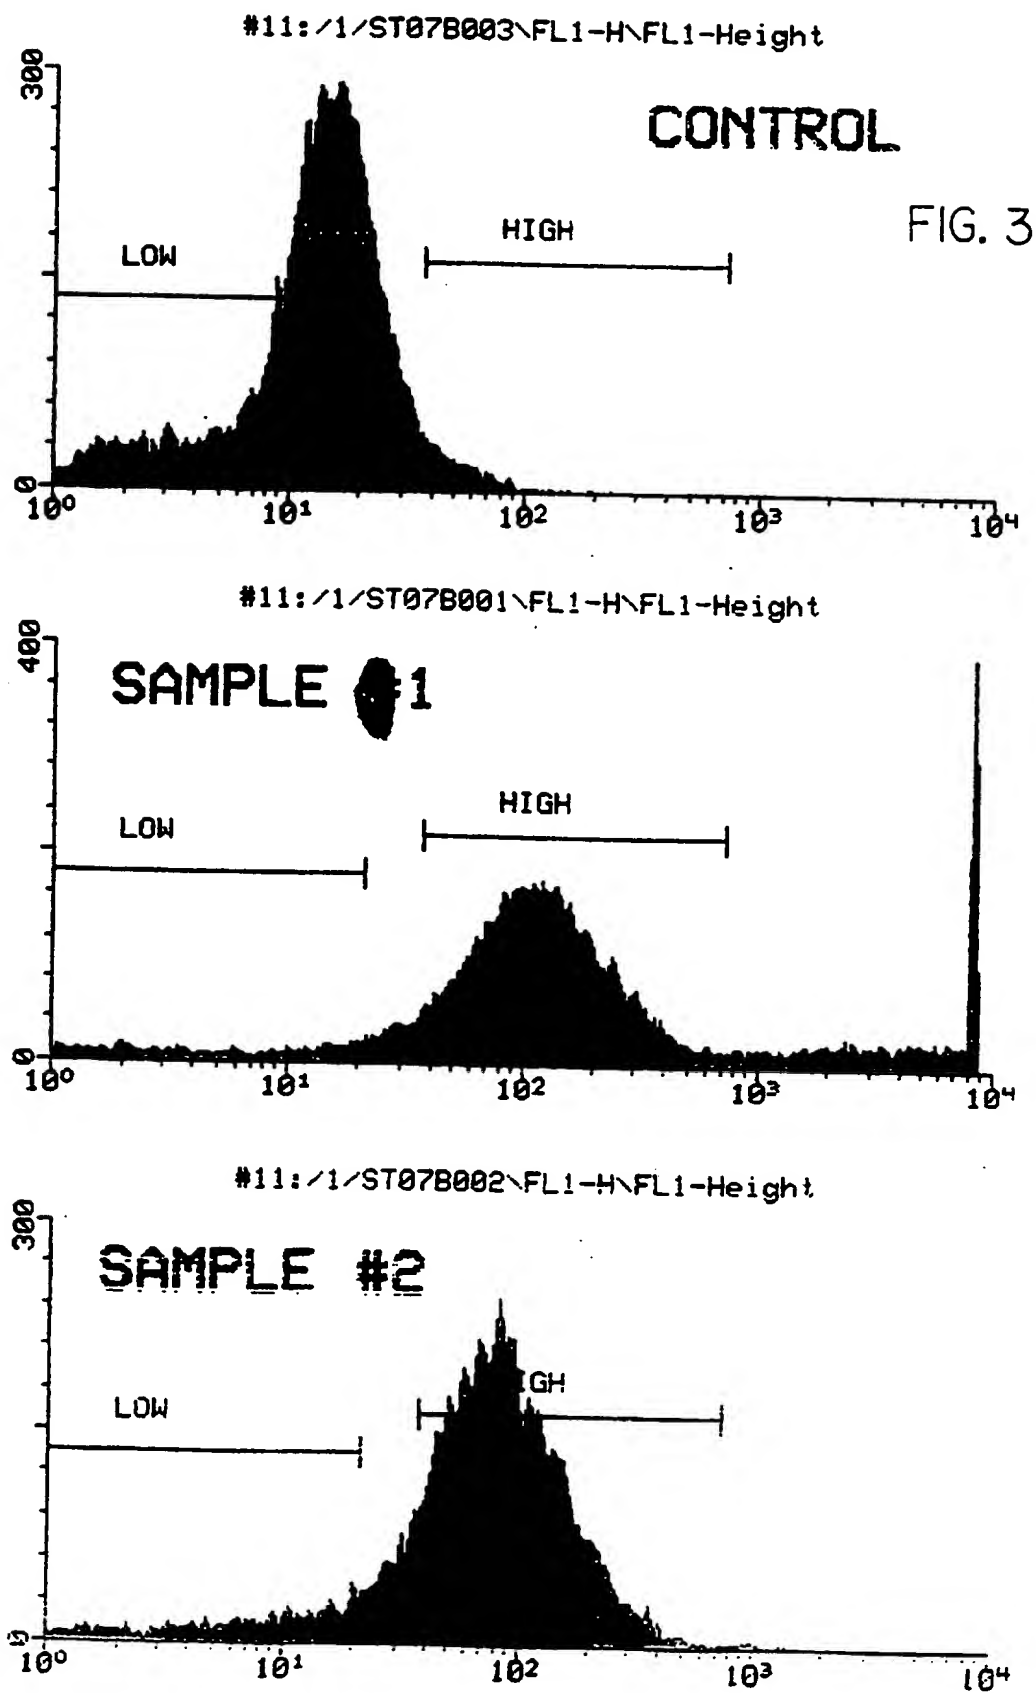 #11:/1/ST07B003\FL1-H\FL1-Height
300
CONTROL
FIG. 3
HIGH
LOW
0
10⁰ 10¹ 10² 10³ 10⁴
#11:/1/ST07B001\FL1-H\FL1-Height
400
SAMPLE #1
HIGH
LOW
0
10⁰ 10¹ 10² 10³ 10⁴
#11:/1/ST07B002\FL1-H\FL1-Height
300
SAMPLE #2
IGH
LOW
0
10⁰ 10¹ 10² 10³ 10⁴